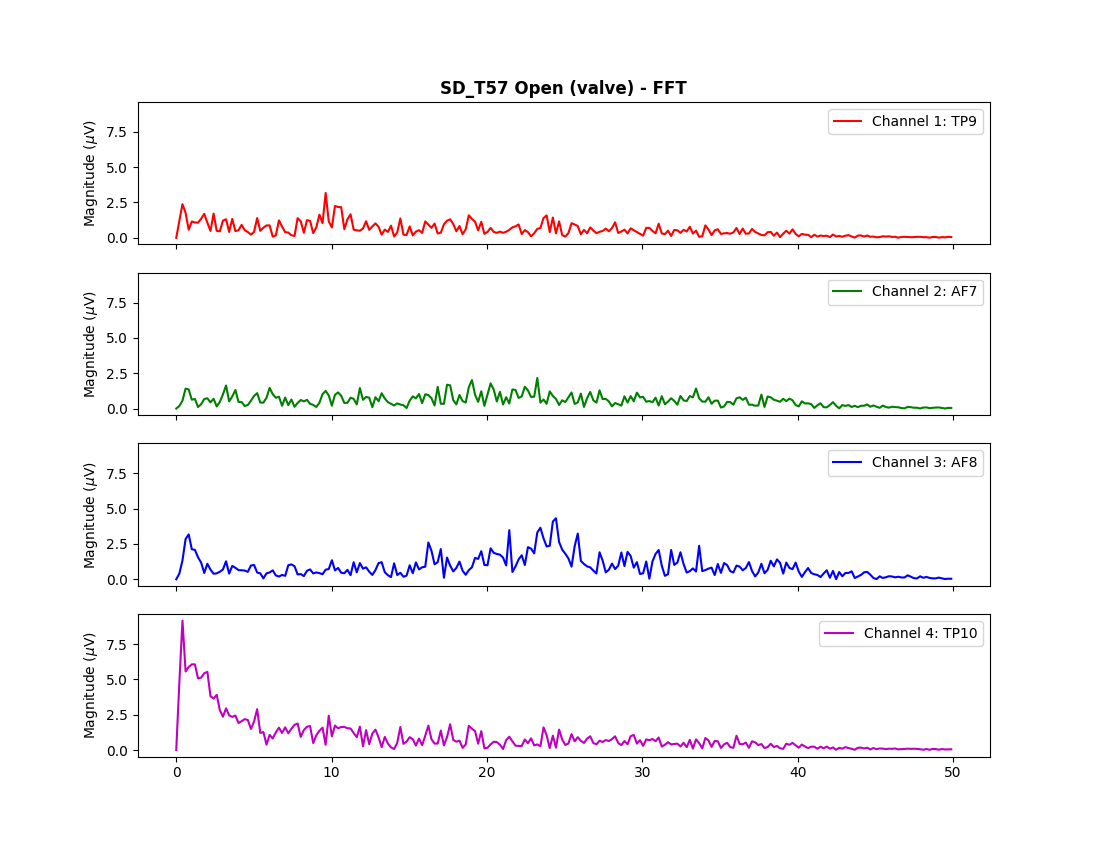 SD_T57 Open (valve) - FFT
Magnitude (μV)
7.5
5.0
2.5
0.0
Channel 1: TP9
Magnitude (μV)
7.5
5.0
2.5
0.0
Channel 2: AF7
Magnitude (μV)
7.5
5.0
2.5
0.0
Channel 3: AF8
Magnitude (μV)
7.5
5.0
2.5
0.0
Channel 4: TP10
0 10 20 30 40 50